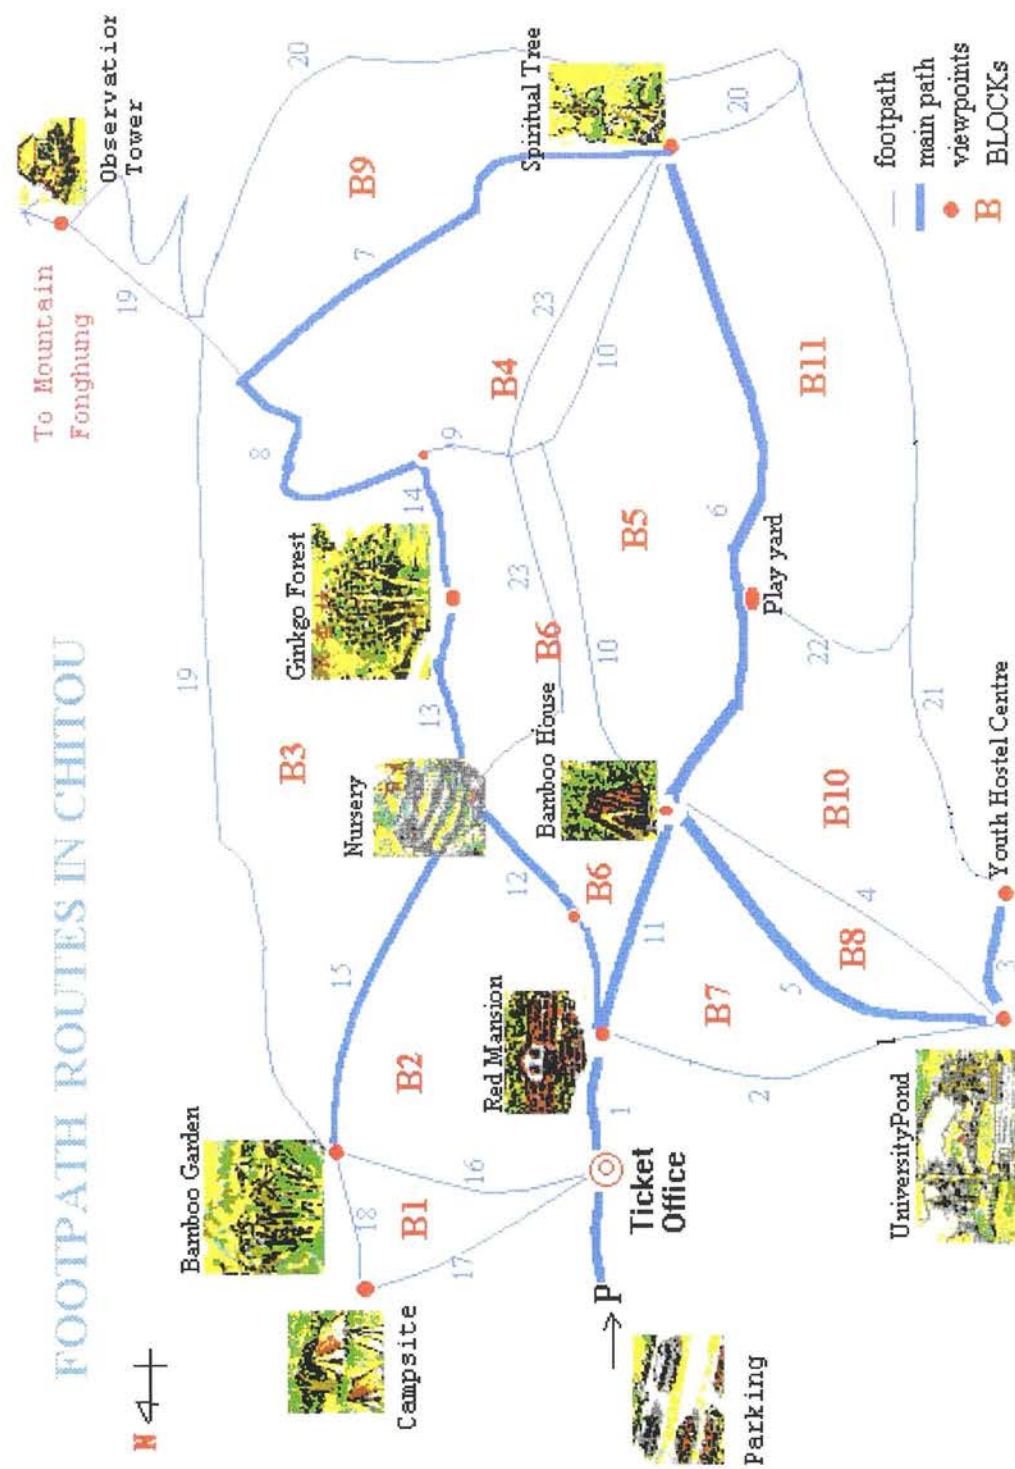 FOOTPATH ROUTES IN CHITOU
N
To Mountain
Fonghung
Observation
Tower
19
20
B9
7
8
19
B3
Bamboo Garden
Ginkgo Forest
14
9
B4
23
10
Spiritual Tree
20
Campsite
18
B1
17
16
B2
15
Nursery
13
12
B6
B6
23
10
B5
Bamboo House
Red Mansion
1
11
Ticket
Office
P
Parking
B7
2
5
B8
4
B10
6
Play yard
22
21
B11
UniversityPond
3
Youth Hostel Centre
footpath
main path
viewpoints
B BLOCKs